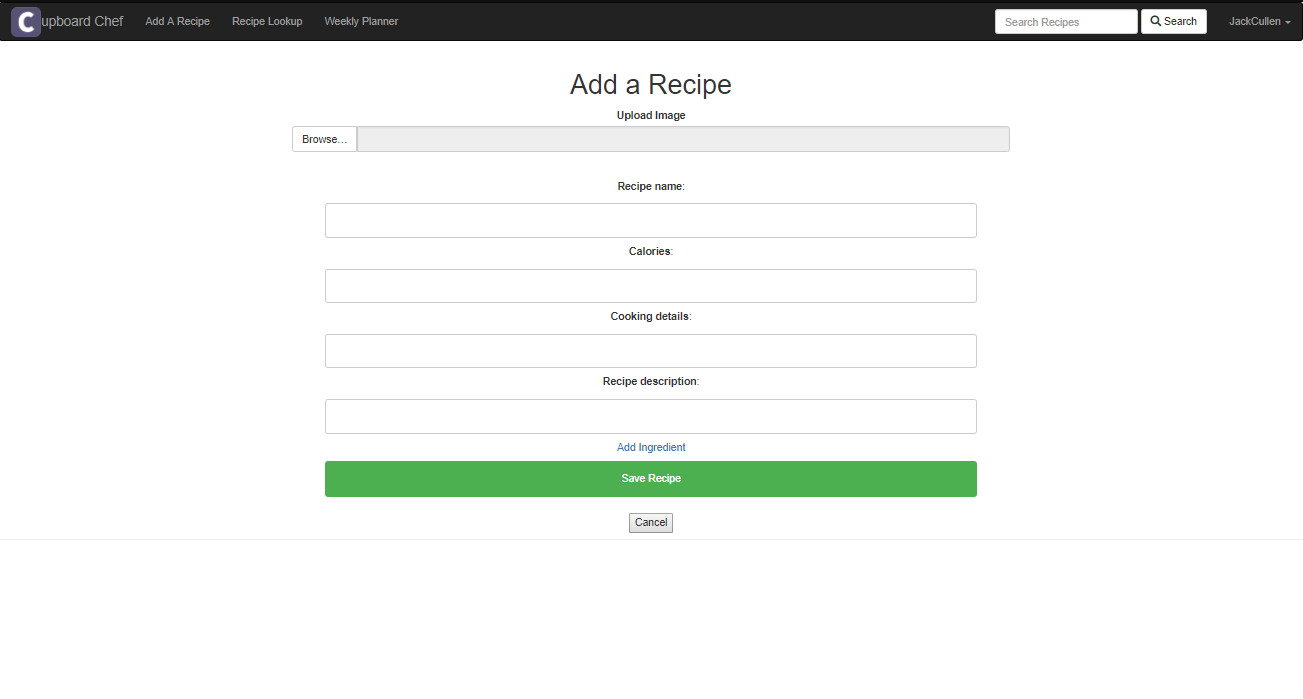 Cupboard Chef Add A Recipe Recipe Lookup Weekly Planner Search Recipes Search JackCullen
Add a Recipe
Upload Image
Browse...
Recipe name:
Calories:
Cooking details:
Recipe description:
Add Ingredient
Save Recipe
Cancel